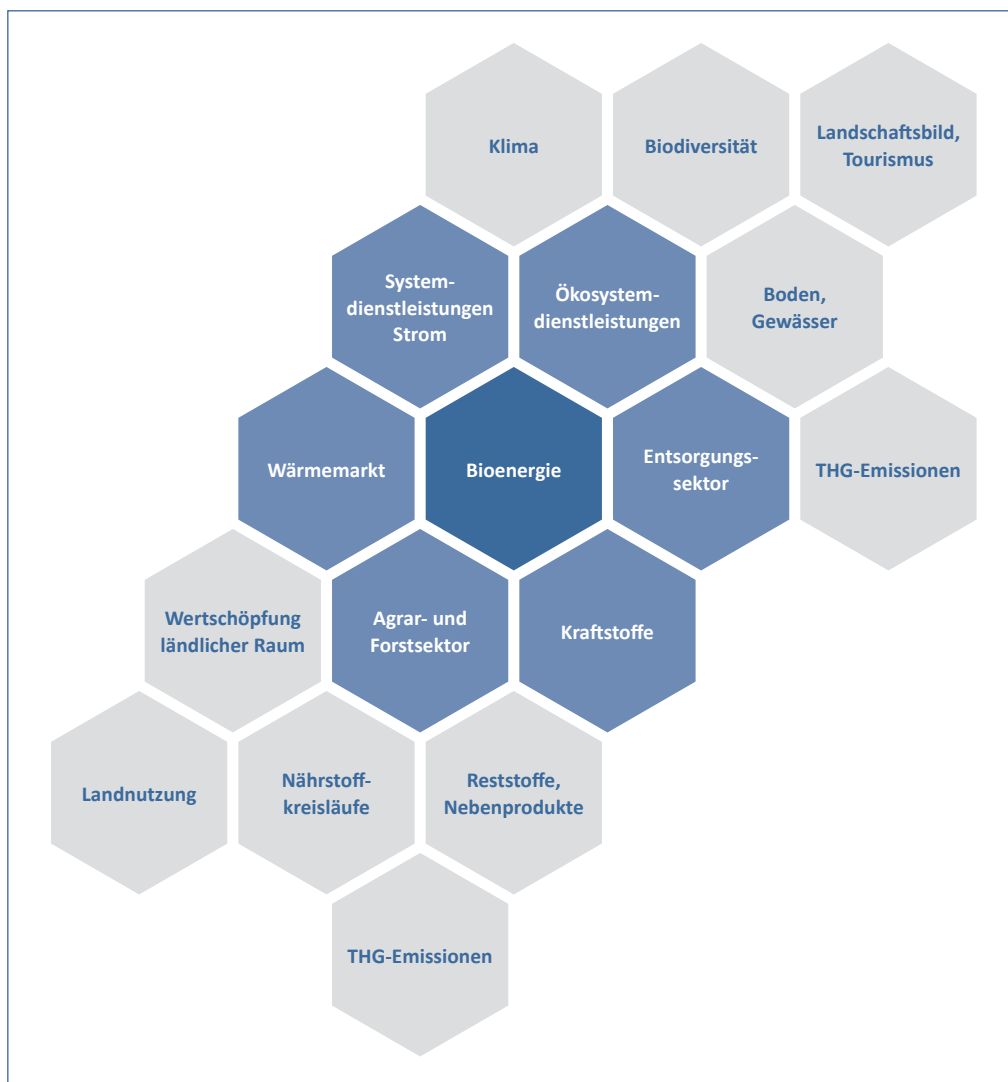 Klima
Biodiversität
Landschaftsbild,
Tourismus
System-
dienstleistungen
Strom
Ökosystem-
dienstleistungen
Boden,
Gewässer
Wärmemarkt
Bioenergie
Entsorgungs-
sektor
THG-Emissionen
Wertschöpfung
ländlicher Raum
Agrar- und
Forstsektor
Kraftstoffe
Landnutzung
Nährstoff-
kreisläufe
Reststoffe,
Nebenprodukte
THG-Emissionen